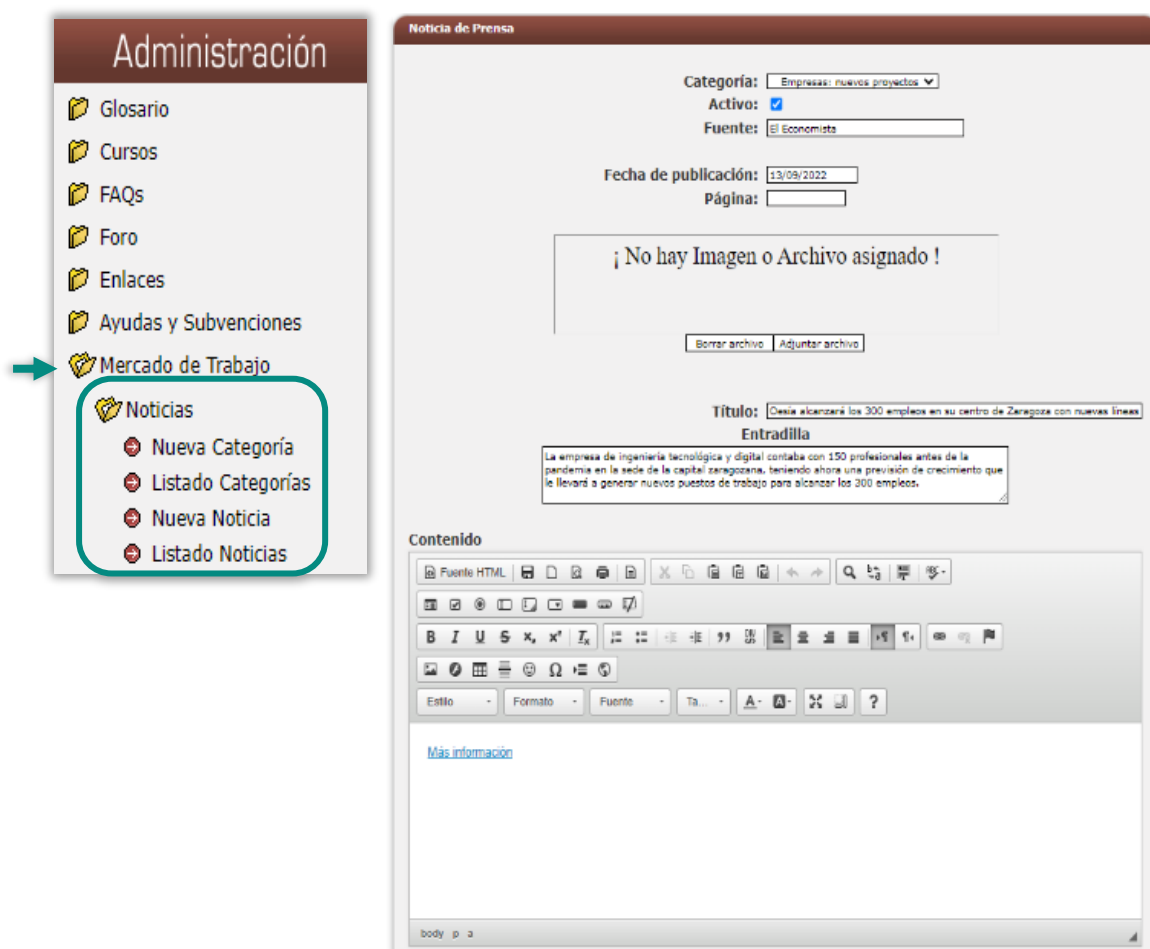 Administración
Glosario
Cursos
FAQs
Foro
Enlaces
Ayudas y Subvenciones
Mercado de Trabajo
Noticias
Nueva Categoría
Listado Categorías
Nueva Noticia
Listado Noticias
Noticia de Prensa
Categoría: Empresas: nuevos proyectos
Activo:
Fuente: El Economista
Fecha de publicación: 13/09/2022
Página:
¡ No hay Imagen o Archivo asignado !
Borrar archivo Adjuntar archivo
Título: Oesía alcanzará los 300 empleos en su centro de Zaragoza con nuevas líneas
Entradilla
La empresa de ingeniería tecnológica y digital contaba con 150 profesionales antes de la
pandemia en la sede de la capital zaragozana, teniendo ahora una previsión de crecimiento que
le llevará a generar nuevos puestos de trabajo para alcanzar los 300 empleos.
Contenido
Fuente HTML
Estilo Formato Fuente Ta...
Más información
body p a